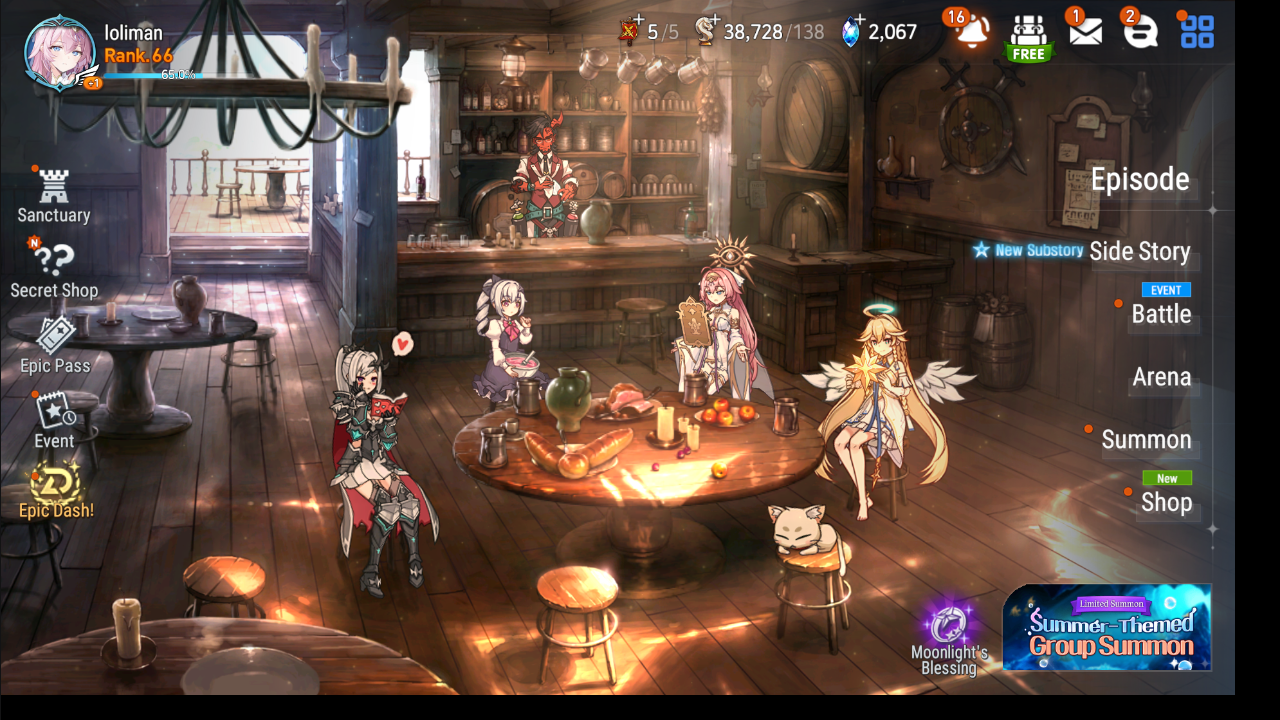 loliman
Rank.66
65.0%
+1
5/5
38,728/138
2,067
16
FREE
1
2
Sanctuary
N
??
Secret Shop
Epic Pass
Event
Epic Dash!
Episode
New Substory Side Story
EVENT
Battle
Arena
Summon
New
Shop
Moonlight's
Blessing
Limited Summon
Summer-Themed
Group Summon